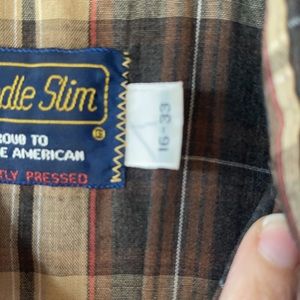 dle Slim
ROUD TO
E AMERICAN
TLY PRESSED
16-33